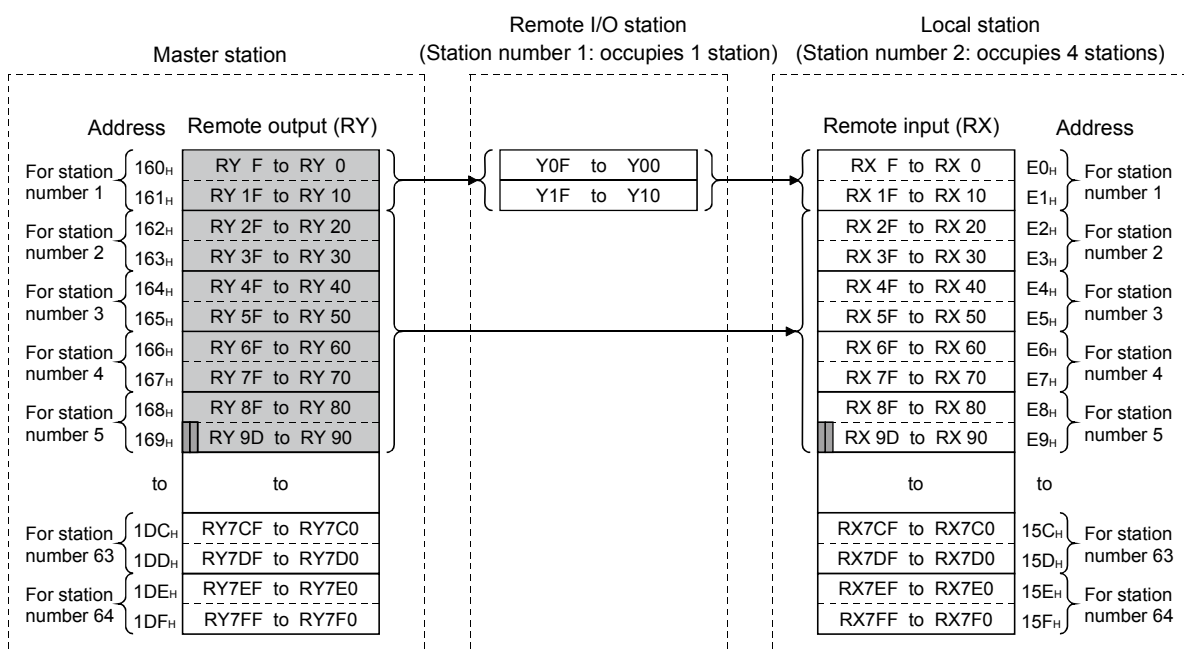 Master station
Remote I/O station
(Station number 1: occupies 1 station)
Local station
(Station number 2: occupies 4 stations)
Address Remote output (RY)
For station number 1
160H RY F to RY 0
161H RY 1F to RY 10
For station number 2
162H RY 2F to RY 20
163H RY 3F to RY 30
For station number 3
164H RY 4F to RY 40
165H RY 5F to RY 50
For station number 4
166H RY 6F to RY 60
167H RY 7F to RY 70
For station number 5
168H RY 8F to RY 80
169H RY 9D to RY 90
to to
For station number 63
1DCH RY7CF to RY7C0
1DDH RY7DF to RY7D0
For station number 64
1DEH RY7EF to RY7E0
1DFH RY7FF to RY7F0
Y0F to Y00
Y1F to Y10
Remote input (RX) Address
RX F to RX 0 E0H
RX 1F to RX 10 E1H
For station number 1
RX 2F to RX 20 E2H
RX 3F to RX 30 E3H
For station number 2
RX 4F to RX 40 E4H
RX 5F to RX 50 E5H
For station number 3
RX 6F to RX 60 E6H
RX 7F to RX 70 E7H
For station number 4
RX 8F to RX 80 E8H
RX 9D to RX 90 E9H
For station number 5
to to
RX7CF to RX7C0 15CH
RX7DF to RX7D0 15DH
For station number 63
RX7EF to RX7E0 15EH
RX7FF to RX7F0 15FH
For station number 64